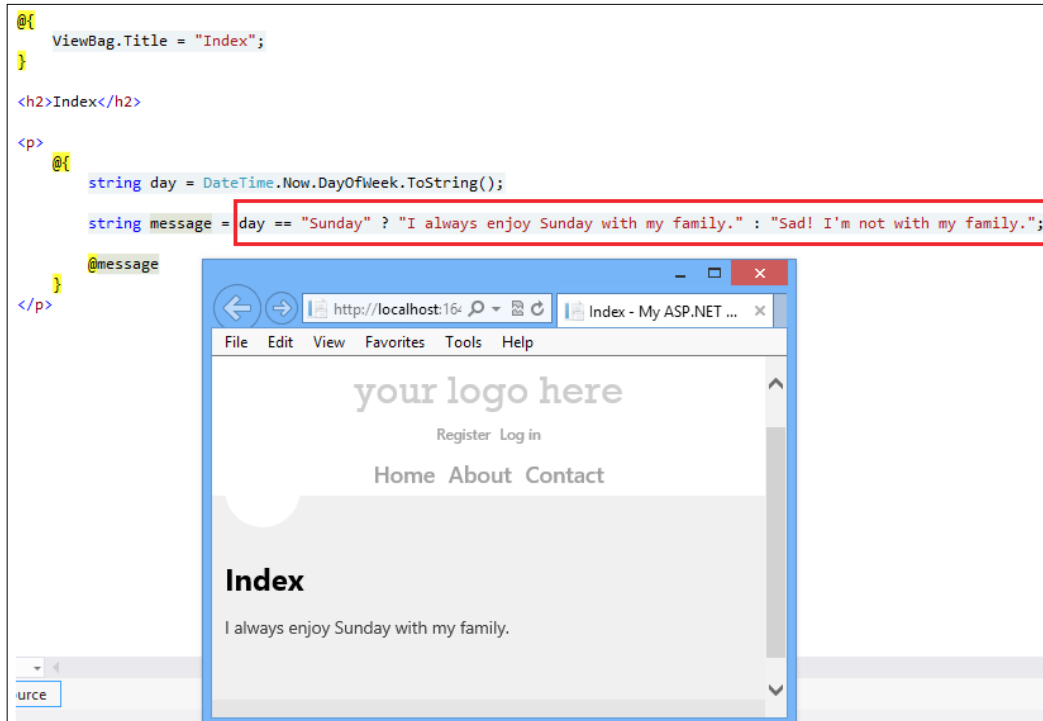 @{
ViewBag.Title = "Index";
}
<h2>Index</h2>
<p>
@{
string day = DateTime.Now.DayOfWeek.ToString();
string message = day == "Sunday" ? "I always enjoy Sunday with my family." : "Sad! I'm not with my family.";
@message
}
</p>
http://localhost:164
Index - My ASP.NET ...
File Edit View Favorites Tools Help
your logo here
Register Log in
Home About Contact
Index
I always enjoy Sunday with my family.